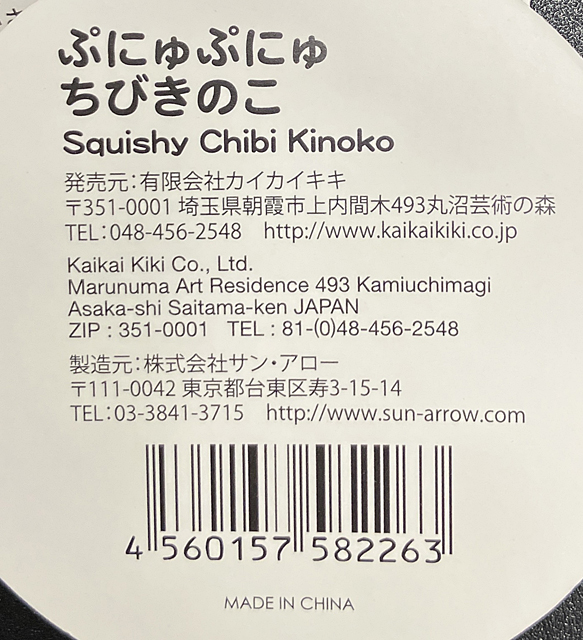 ぷにゅぷにゅ
ちびきのこ
Squishy Chibi Kinoko
発売元：有限会社カイカイキキ
〒351-0001 埼玉県朝霞市上内間木493丸沼芸術の森
TEL：048-456-2548 http://www.kaikaikiki.co.jp
Kaikai Kiki Co., Ltd.
Marunuma Art Residence 493 Kamiuchimagi
Asaka-shi Saitama-ken JAPAN
ZIP : 351-0001 TEL : 81-(0)48-456-2548
製造元：株式会社サン・アロー
〒111-0042 東京都台東区寿3-15-14
TEL：03-3841-3715 http://www.sun-arrow.com
4 560157 582263
MADE IN CHINA